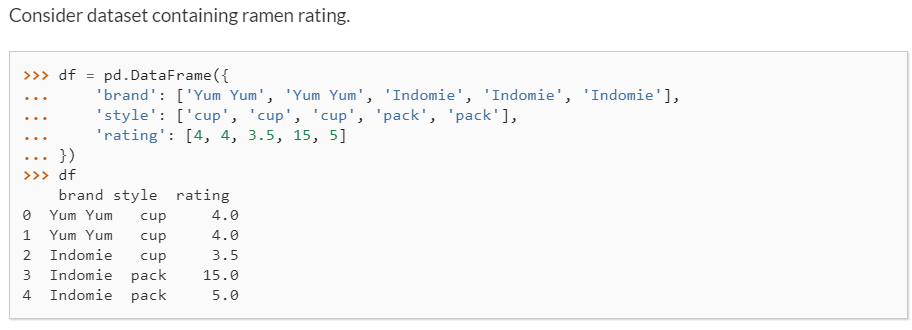 Consider dataset containing ramen rating.
>>> df = pd.DataFrame({
...     'brand': ['Yum Yum', 'Yum Yum', 'Indomie', 'Indomie', 'Indomie'],
...     'style': ['cup', 'cup', 'cup', 'pack', 'pack'],
...     'rating': [4, 4, 3.5, 15, 5]
... })
>>> df
    brand style  rating
0  Yum Yum   cup     4.0
1  Yum Yum   cup     4.0
2  Indomie   cup     3.5
3  Indomie  pack    15.0
4  Indomie  pack     5.0